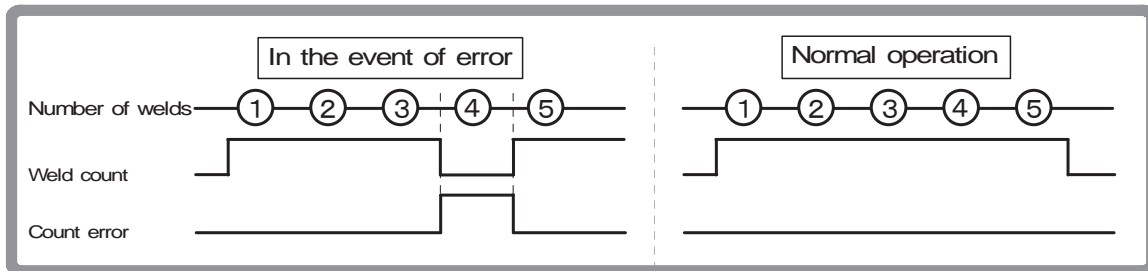 In the event of error
Normal operation
Number of welds ① ② ③ ④ ⑤ ① ② ③ ④ ⑤
Weld count
Count error